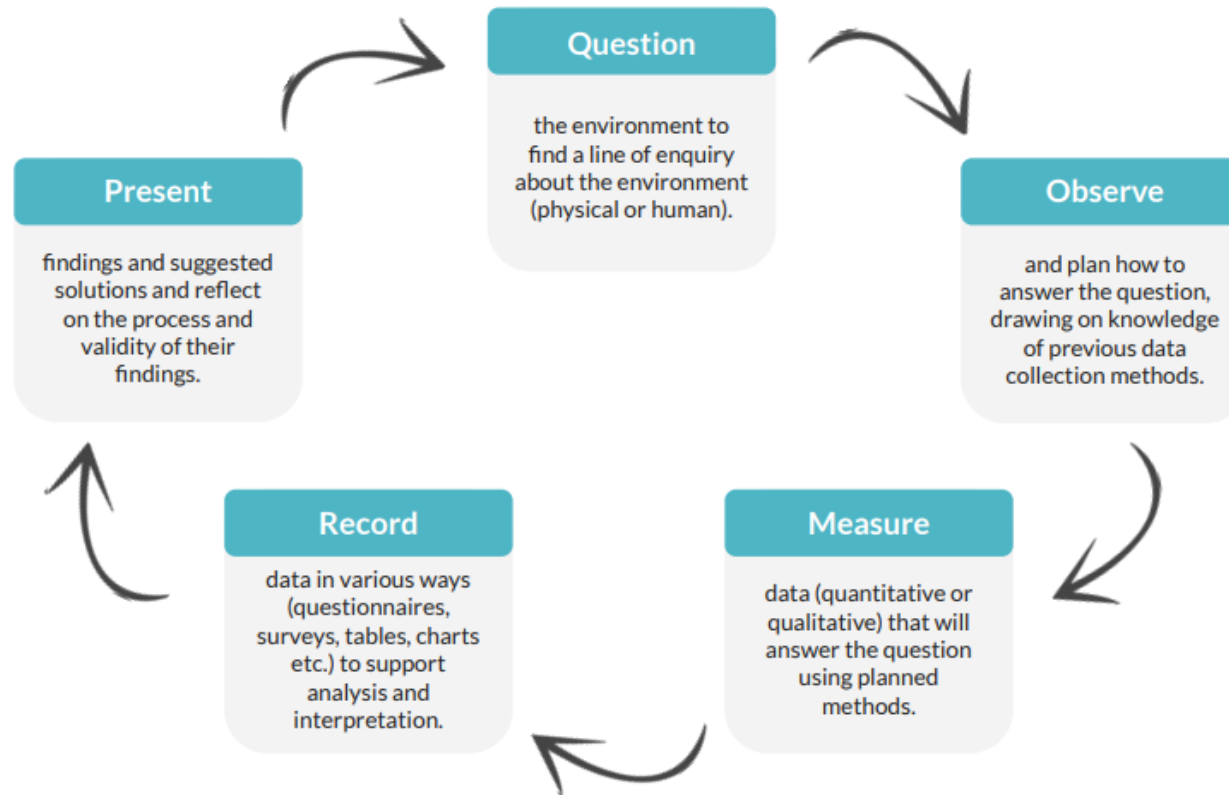 Question
the environment to
find a line of enquiry
about the environment
(physical or human).
Observe
and plan how to
answer the question,
drawing on knowledge
of previous data
collection methods.
Measure
data (quantitative or
qualitative) that will
answer the question
using planned
methods.
Record
data in various ways
(questionnaires,
surveys, tables, charts
etc.) to support
analysis and
interpretation.
Present
findings and suggested
solutions and reflect
on the process and
validity of their
findings.